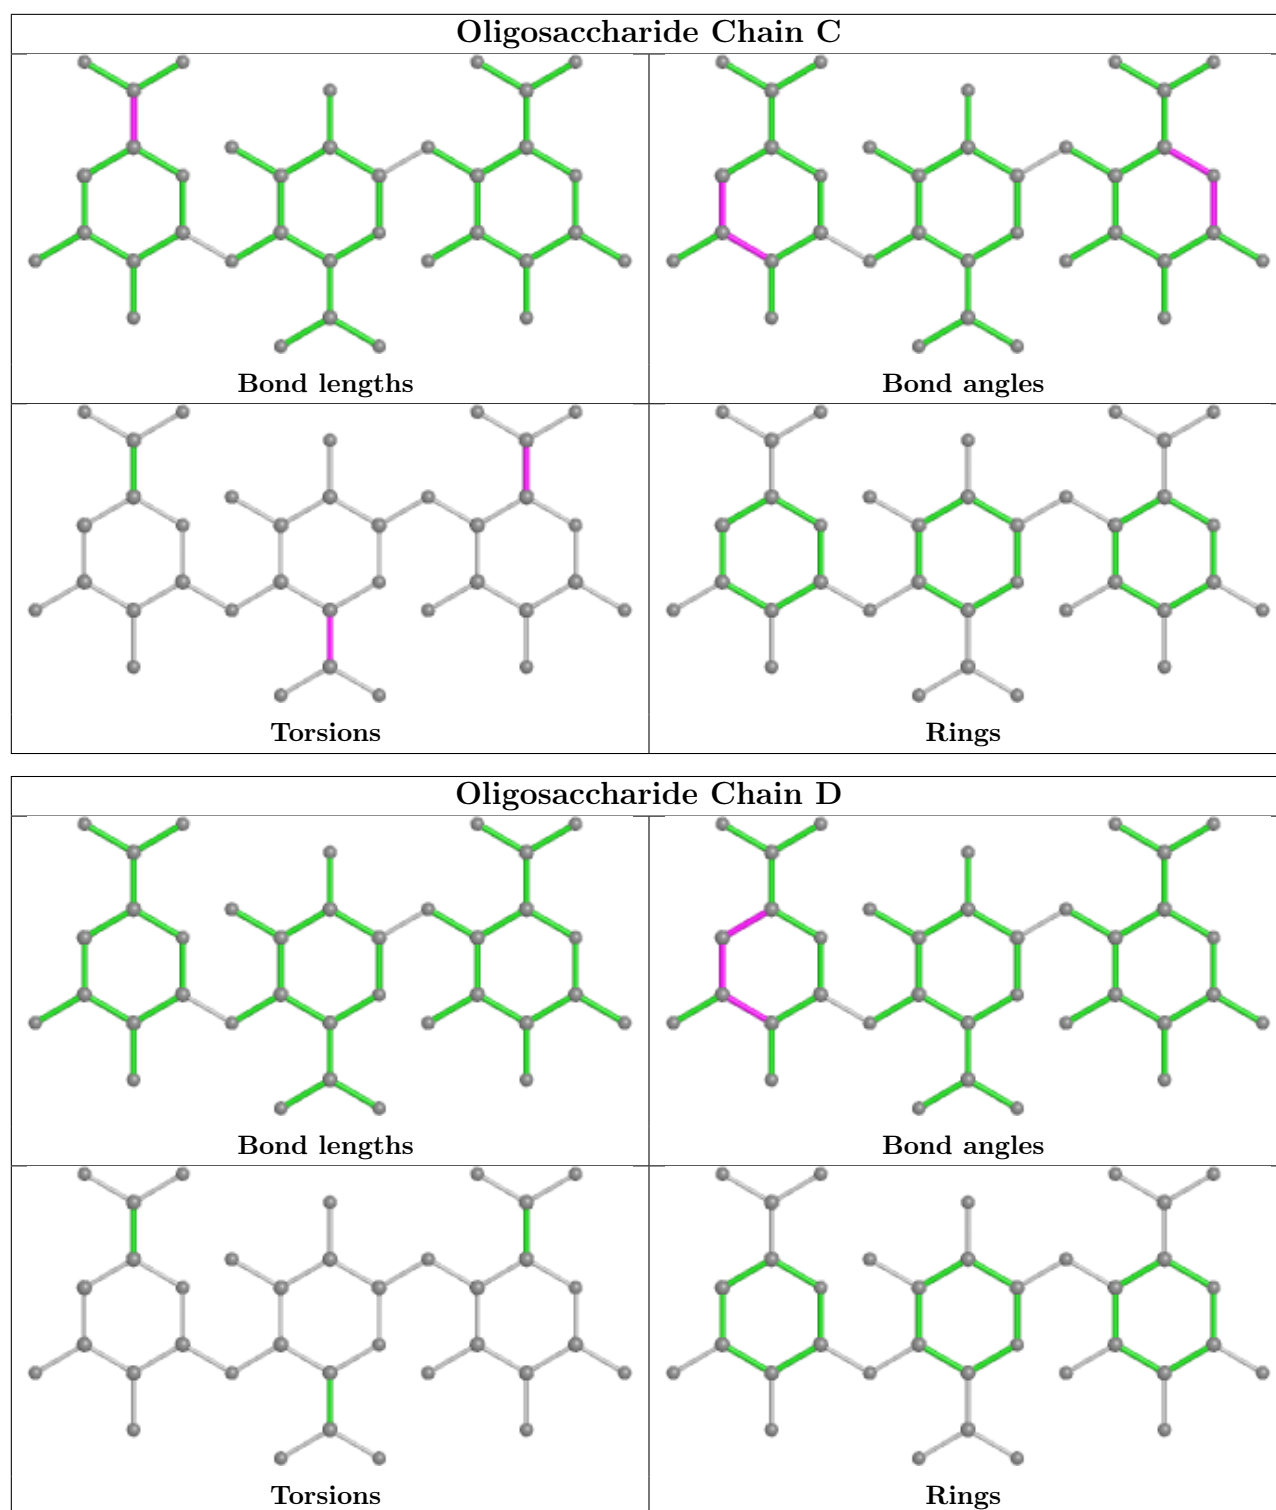 Oligosaccharide Chain C
Bond lengths
Bond angles
Torsions
Rings
Oligosaccharide Chain D
Bond lengths
Bond angles
Torsions
Rings